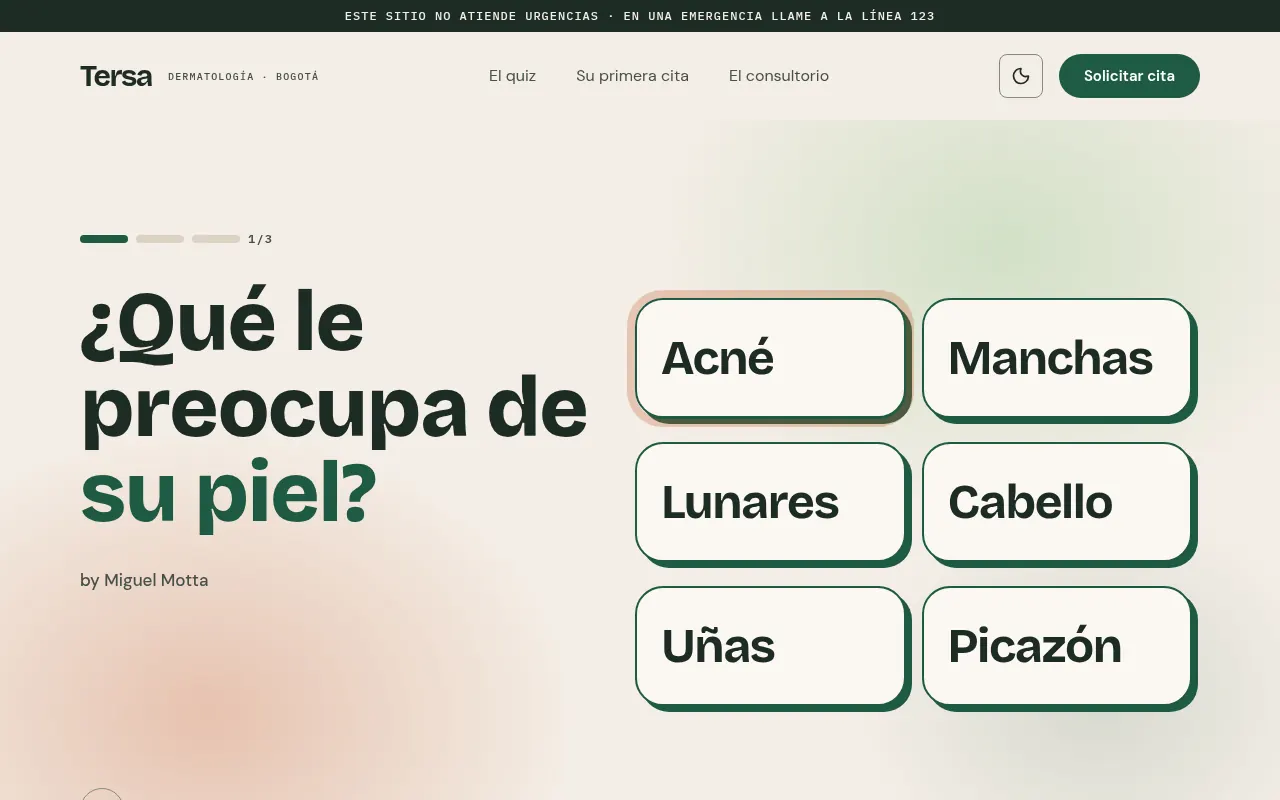 ESTE SITIO NO ATIENDE URGENCIAS · EN UNA EMERGENCIA LLAME A LA LÍNEA 123
Tersa
DERMATOLOGÍA · BOGOTÁ
El quiz
Su primera cita
El consultorio
Solicitar cita
1/3
¿Qué le
preocupa de
su piel?
by Miguel Motta
Acné
Manchas
Lunares
Cabello
Uñas
Picazón